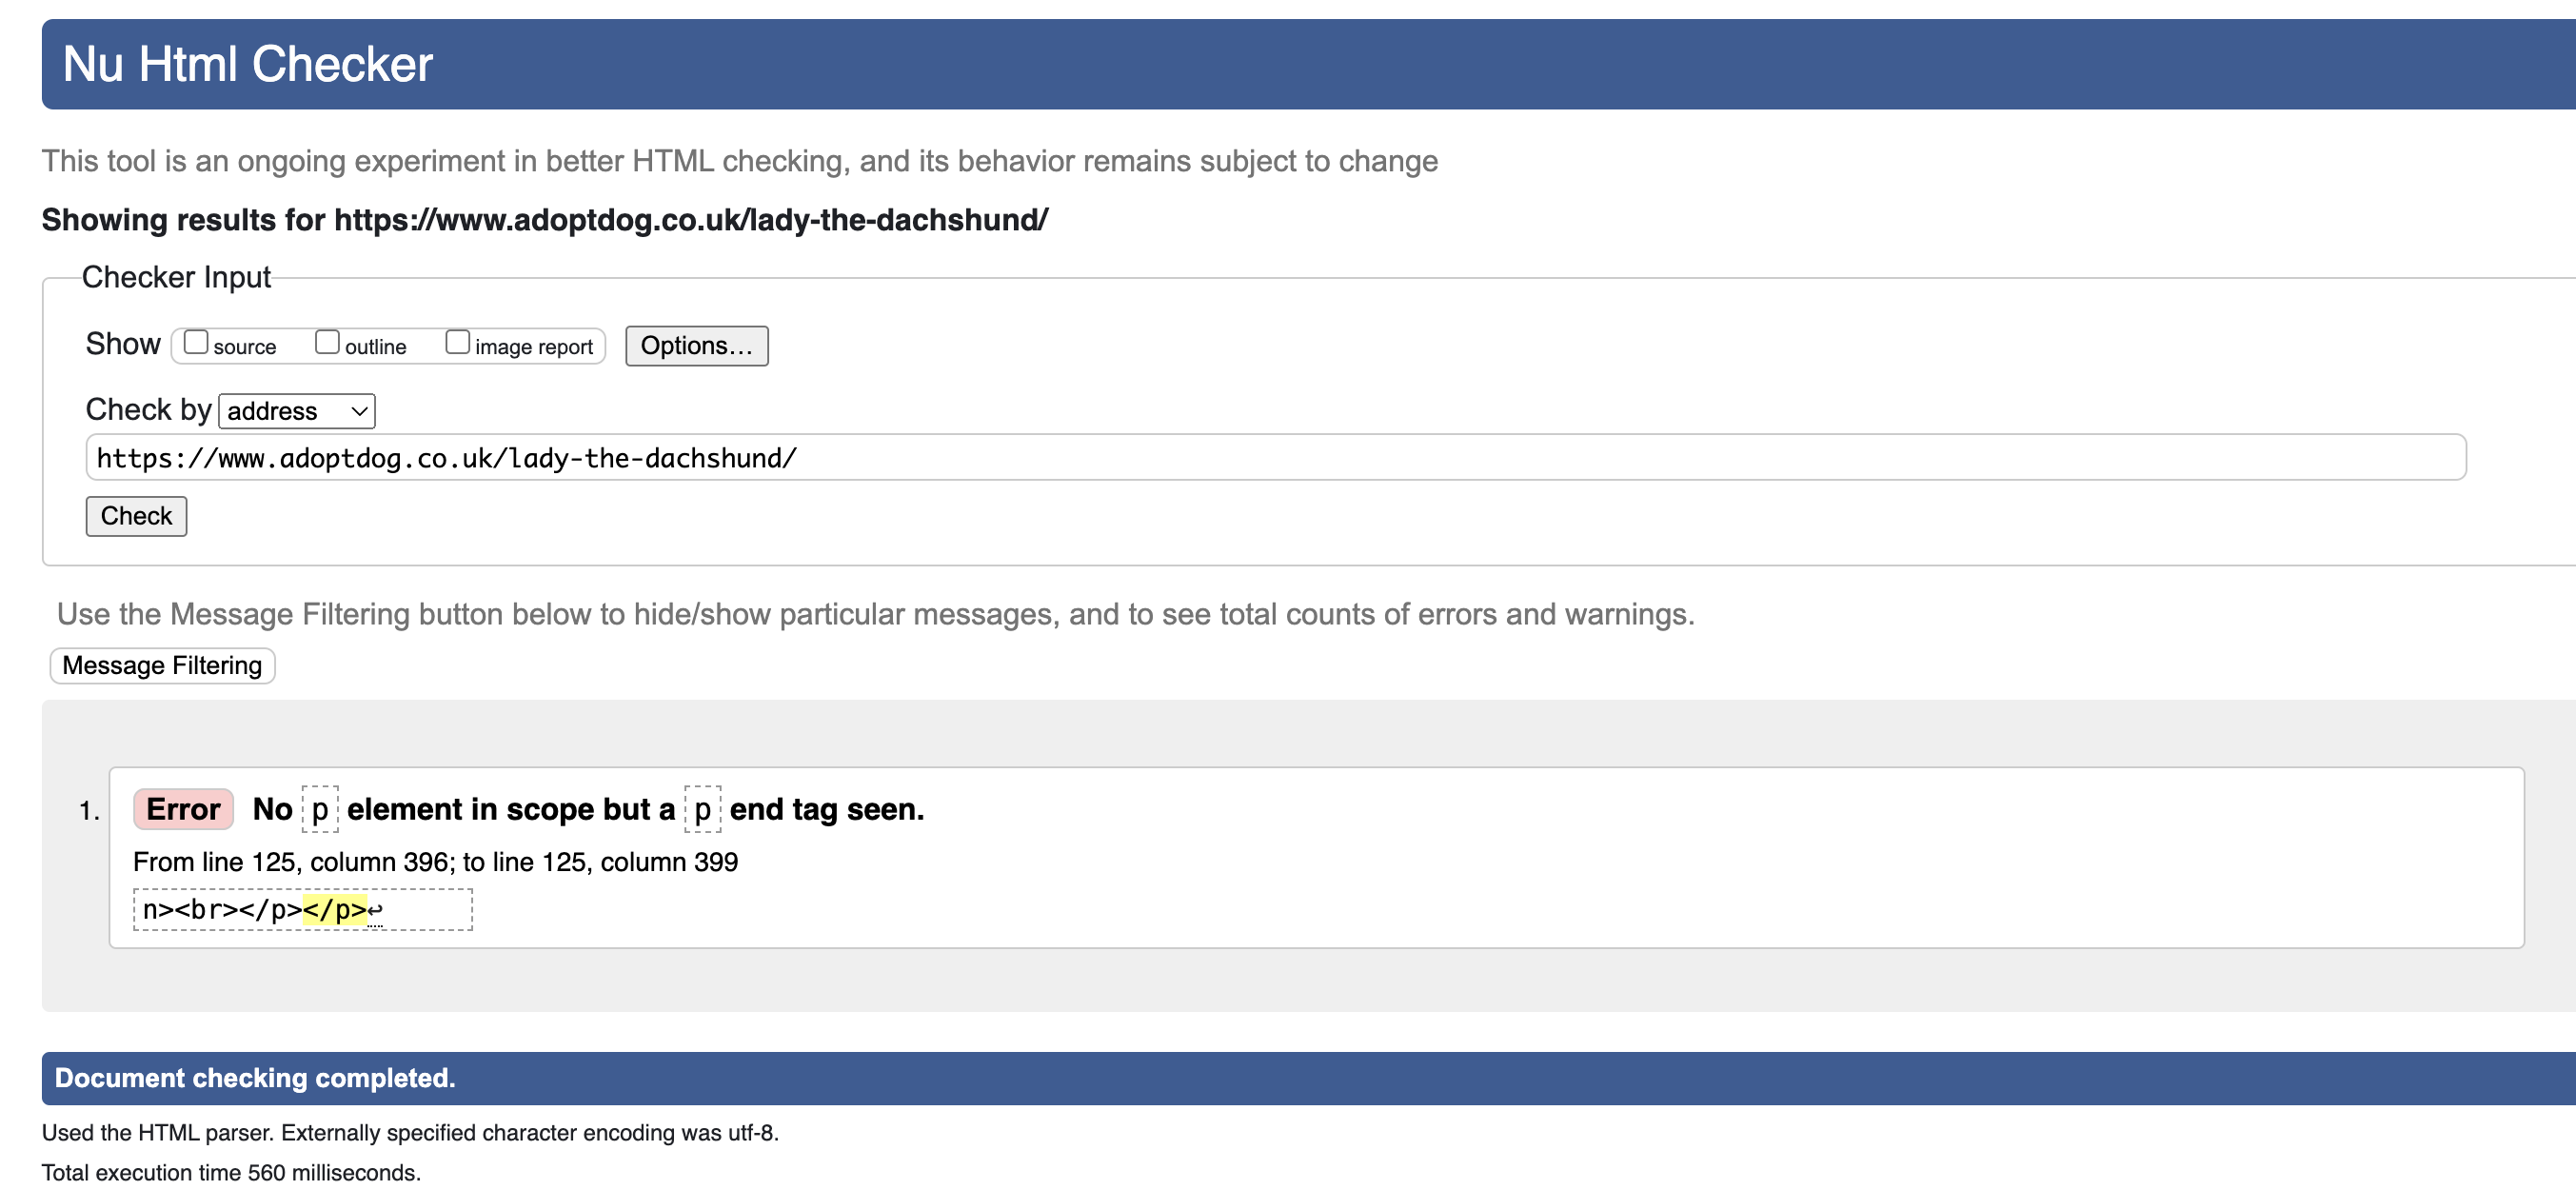 Nu Html Checker
This tool is an ongoing experiment in better HTML checking, and its behavior remains subject to change
Showing results for https://www.adoptdog.co.uk/lady-the-dachshund/
Checker Input
Show source outline image report Options...
Check by address
https://www.adoptdog.co.uk/lady-the-dachshund/
Check
Use the Message Filtering button below to hide/show particular messages, and to see total counts of errors and warnings.
Message Filtering
1. Error No p element in scope but a p end tag seen.
From line 125, column 396; to line 125, column 399
n><br></p></p>↩
Document checking completed.
Used the HTML parser. Externally specified character encoding was utf-8.
Total execution time 560 milliseconds.